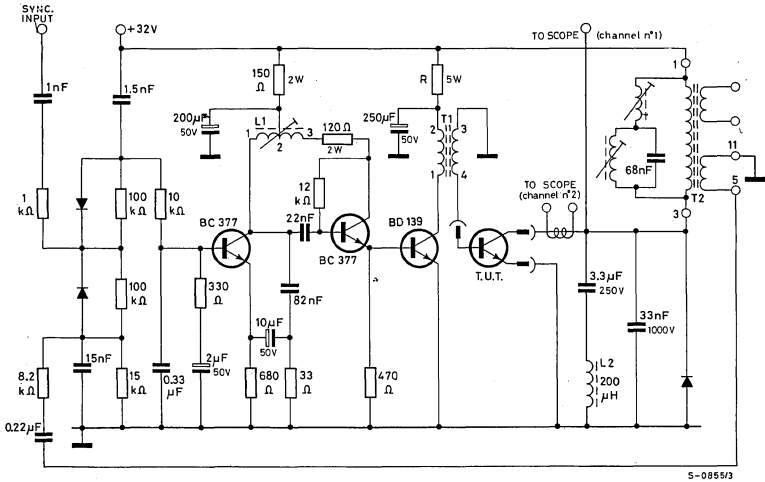 SYNC.
INPUT
+32V
TO SCOPE (channel n°1)
1nF
1.5nF
150
Ω
2W
R
5W
1
200µF
50V
L1
1
2
3
120Ω
2W
250µF
50V
T1
2
3
1
4
68nF
11
5
T2
3
1
kΩ
100
kΩ
10
kΩ
12
kΩ
22nF
TO SCOPE
(channel n°2)
BC 377
BC 377
BD 139
T.U.T.
100
kΩ
330
Ω
82nF
3.3µF
250V
33nF
1000V
10µF
50V
2µF
50V
15nF
8.2
kΩ
15
kΩ
0.33
µF
680
Ω
33
Ω
470
Ω
L2
200
µH
0.22µF
S-0855/3